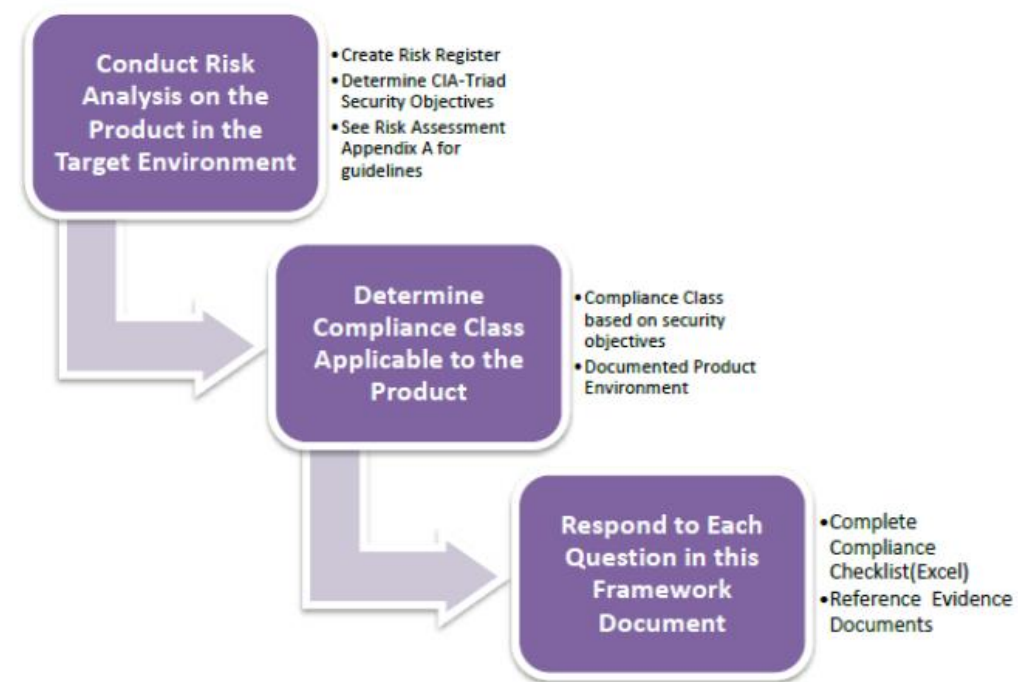 Conduct Risk
Analysis on the
Product in the
Target Environment
•Create Risk Register
•Determine CIA-Triad
Security Objectives
•See Risk Assessment
Appendix A for
guidelines
Determine
Compliance Class
Applicable to the
Product
•Compliance Class
based on security
objectives
•Documented Product
Environment
Respond to Each
Question in this
Framework
Document
•Complete
Compliance
Checklist(Excel)
•Reference Evidence
Documents